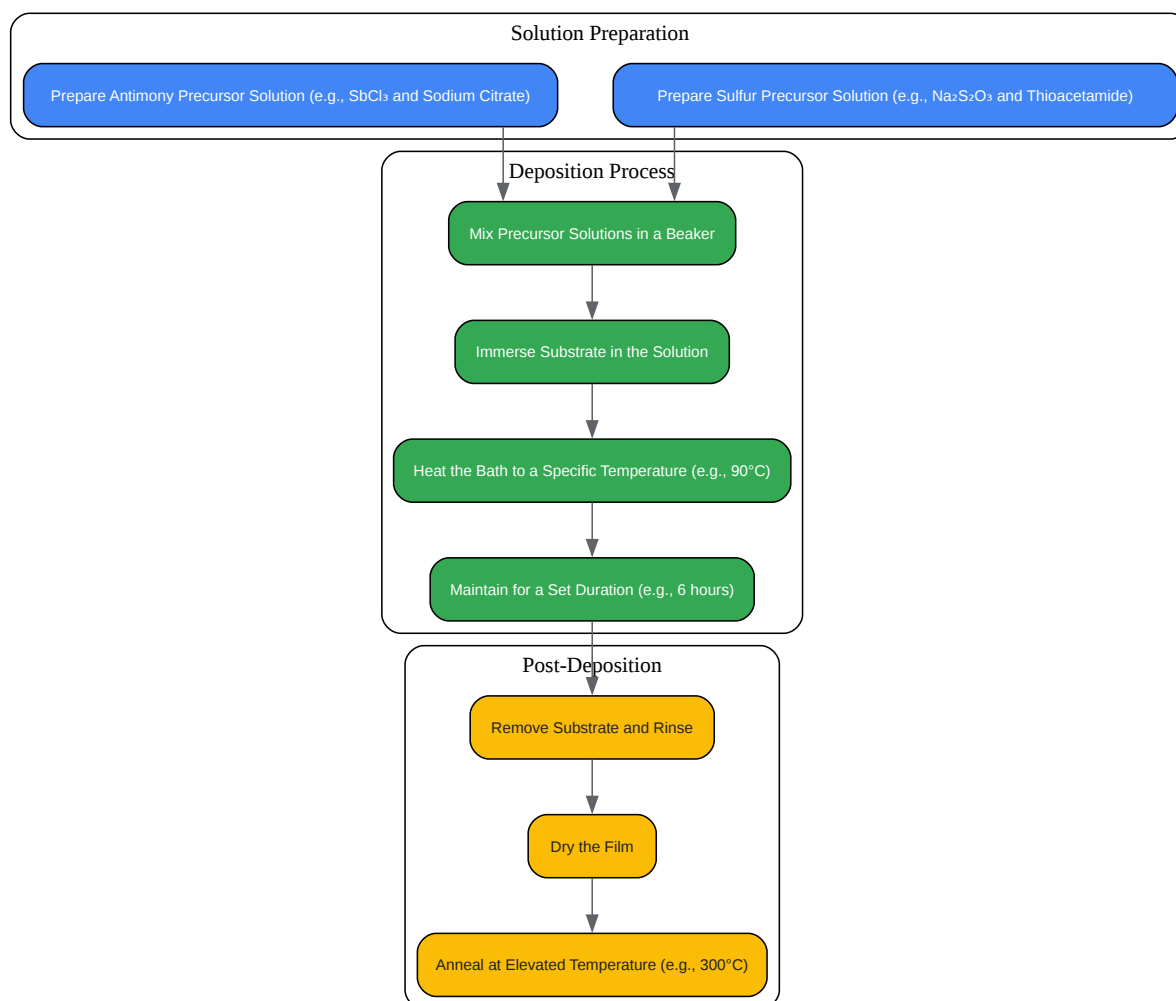 Solution Preparation
Prepare Antimony Precursor Solution (e.g., SbCl₃ and Sodium Citrate)
Prepare Sulfur Precursor Solution (e.g., Na₂S₂O₃ and Thioacetamide)
Deposition Process
Mix Precursor Solutions in a Beaker
Immerse Substrate in the Solution
Heat the Bath to a Specific Temperature (e.g., 90°C)
Maintain for a Set Duration (e.g., 6 hours)
Post-Deposition
Remove Substrate and Rinse
Dry the Film
Anneal at Elevated Temperature (e.g., 300°C)